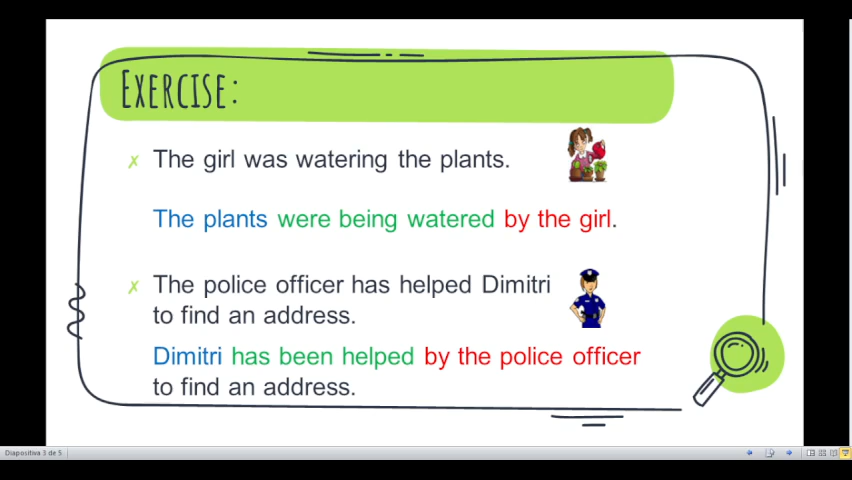 Exercise:
✗ The girl was watering the plants.
The plants were being watered by the girl.
✗ The police officer has helped Dimitri
to find an address.
Dimitri has been helped by the police officer
to find an address.
Diapositiva 3 de 5